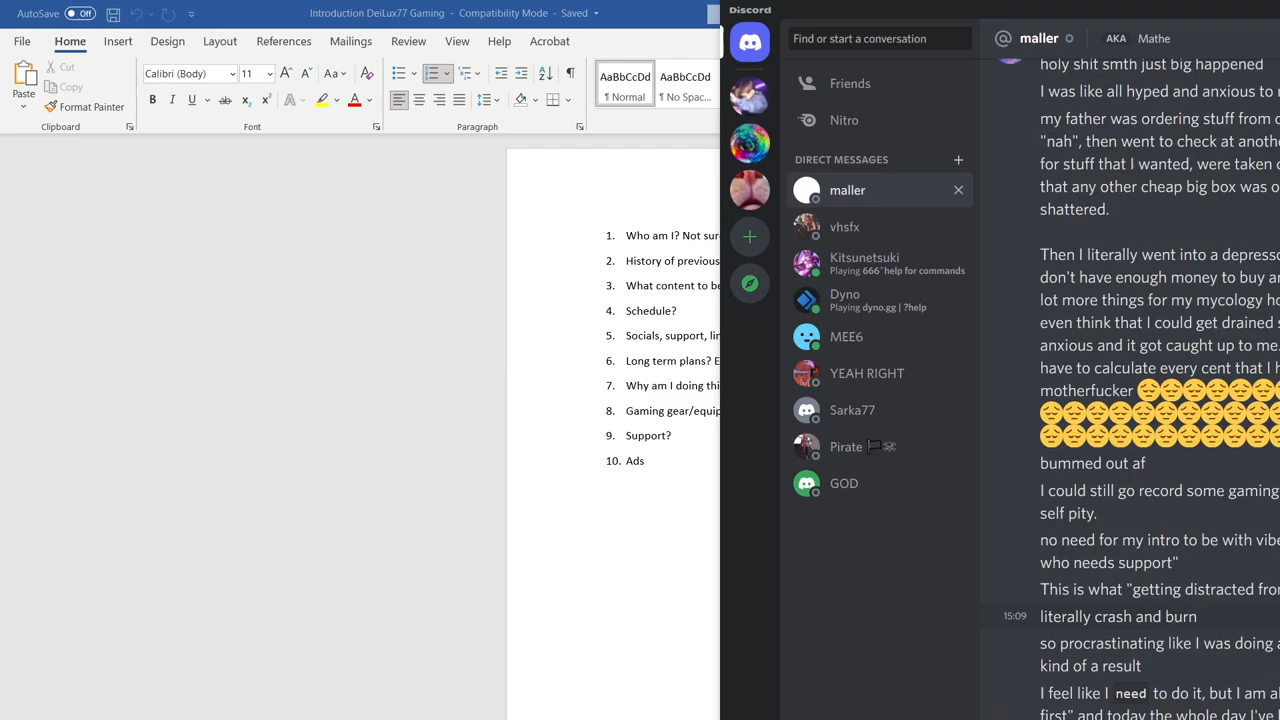 AutoSave Off
Introduction DeiLux77 Gaming - Compatibility Mode - Saved
File Home Insert Design Layout References Mailings Review View Help Acrobat
Paste
Cut
Copy
Format Painter
Clipboard
Calibri (Body) 11
Font
Paragraph
AaBbCcDd
¶ Normal
AaBbCcDd
¶ No Spac...
1. Who am I? Not sur
2. History of previous
3. What content to be
4. Schedule?
5. Socials, support, lin
6. Long term plans? E
7. Why am I doing thi
8. Gaming gear/equip
9. Support?
10. Ads
Discord
Find or start a conversation
Friends
Nitro
DIRECT MESSAGES
maller
vhsfx
Kitsunetsuki
Playing 666^help for commands
Dyno
Playing dyno.gg | ?help
MEE6
YEAH RIGHT
Sarka77
Pirate
GOD
@ maller AKA Mathe
holy shit smth just big happened
I was like all hyped and anxious to
my father was ordering stuff from
"nah", then went to check at anoth
for stuff that I wanted, were taken
that any other cheap big box was o
shattered.
Then I literally went into a depress
don't have enough money to buy a
lot more things for my mycology h
even think that I could get drained s
anxious and it got caught up to me.
have to calculate every cent that I h
motherfucker 😔😔😔😔😔😔
😔😔😔😔😔😔😔😔😔😔
😔😔😔😔😔😔😔😔😔😔
bummed out af
I could still go record some gaming
self pity.
no need for my intro to be with vib
who needs support"
This is what "getting distracted fro
15:09 literally crash and burn
so procrastinating like I was doing a
kind of a result
I feel like I need to do it, but I am al
first" and today the whole day I've